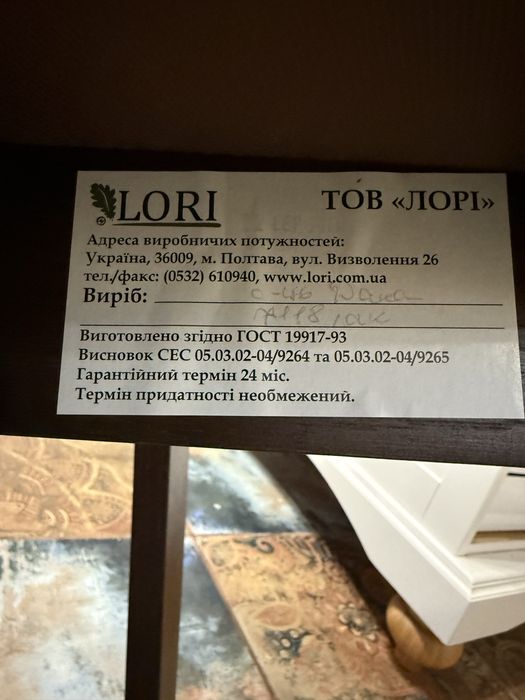 LORI
ТОВ «ЛОРІ»
Адреса виробничих потужностей:
Україна, 36009, м. Полтава, вул. Визволення 26
тел./факс: (0532) 610940, www.lori.com.ua
Виріб:
Виготовлено згідно ГОСТ 19917-93
Висновок СЕС 05.03.02-04/9264 та 05.03.02-04/9265
Гарантійний термін 24 міс.
Термін придатності необмежений.